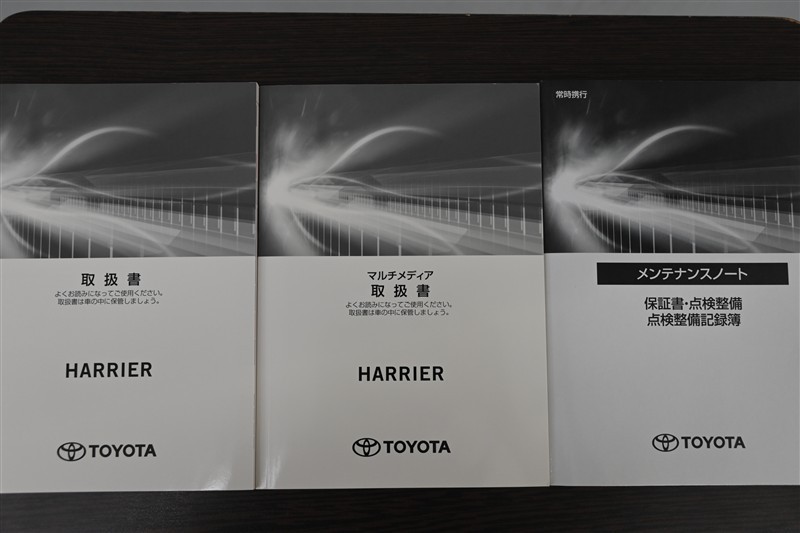 取扱書
よくお読みになってご使用ください。
取扱書は車の中に保管しましょう。
HARRIER
TOYOTA
マルチメディア
取扱書
よくお読みになってご使用ください。
取扱書は車の中に保管しましょう。
HARRIER
TOYOTA
常時携行
メンテナンスノート
保証書・点検整備
点検整備記録簿
TOYOTA